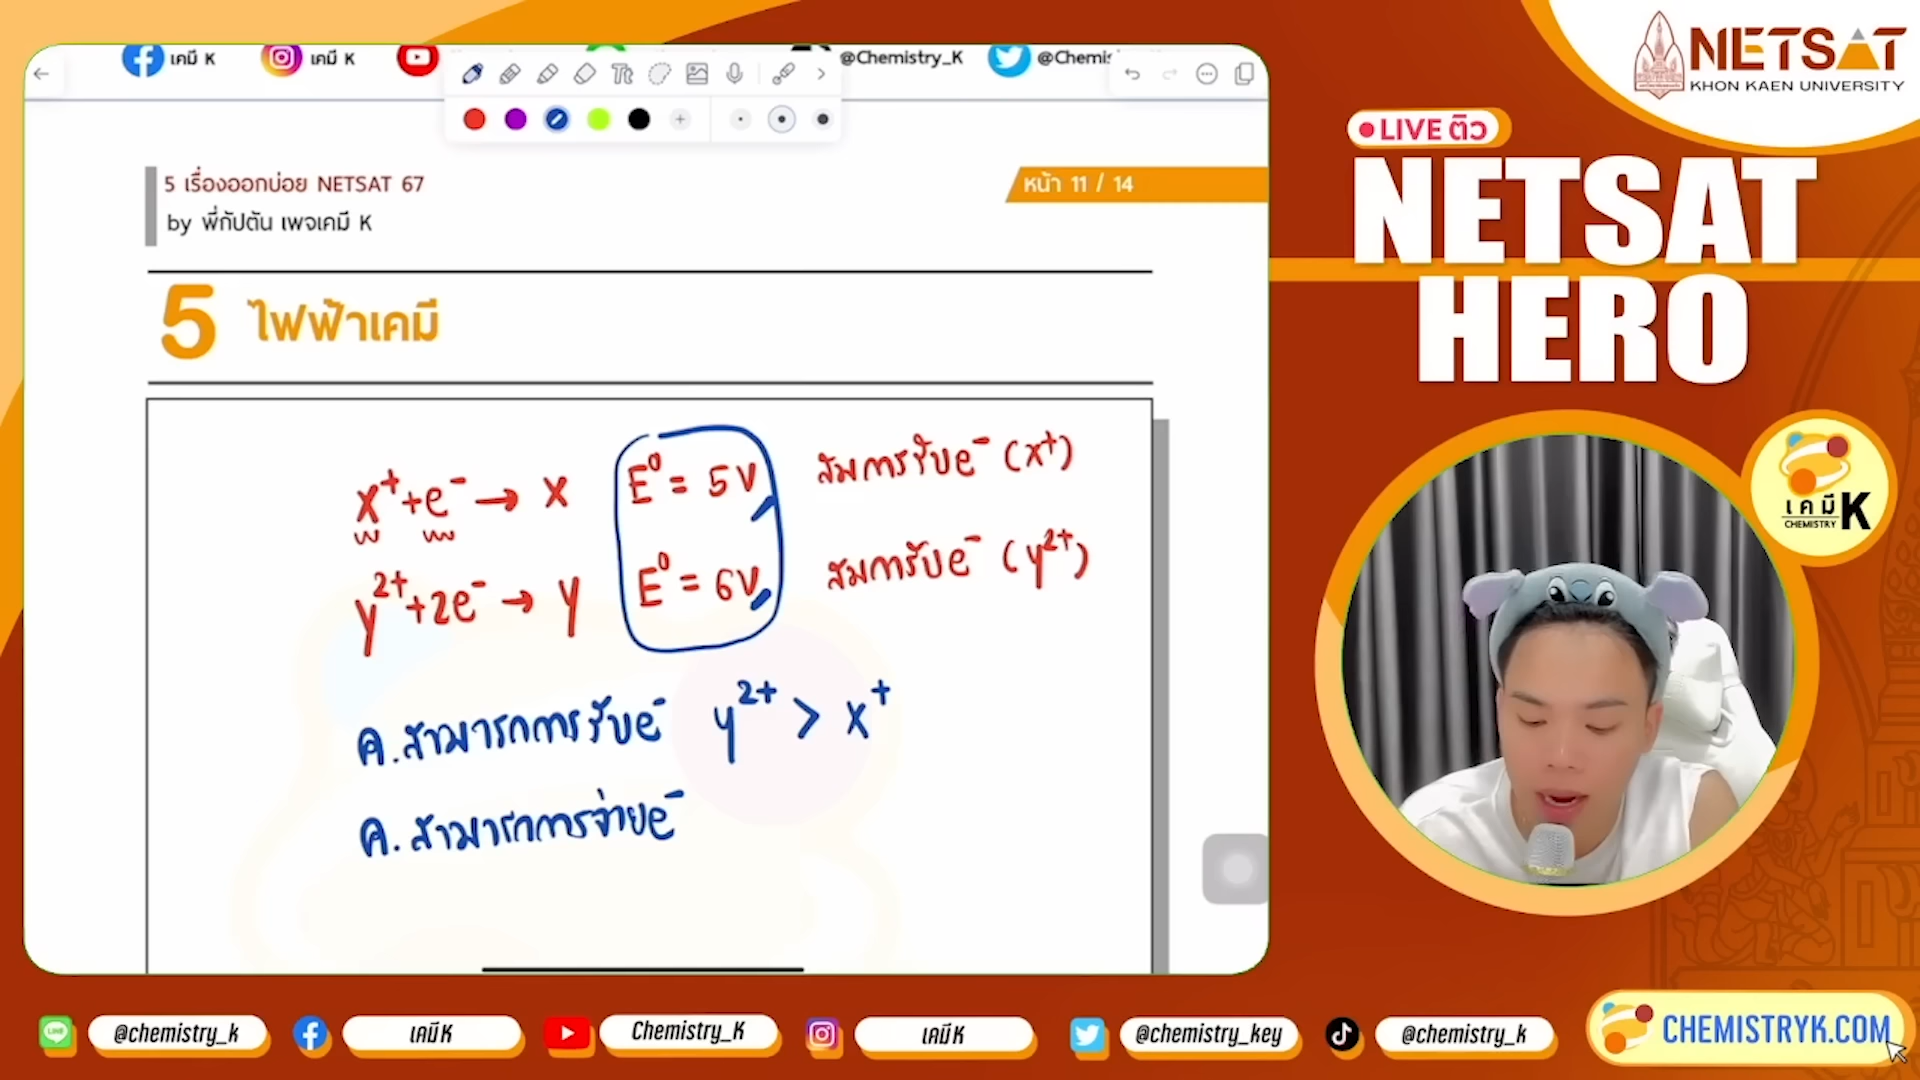 เคมี K
เคมี K
@Chemistry_K
@Chemis
NETSAT
KHON KAEN UNIVERSITY
LIVE ติว
NETSAT
HERO
5 เรื่องออกบ่อย NETSAT 67
by พี่กัปตัน เพจเคมี K
หน้า 11 / 14
5 ไฟฟ้าเคมี
x⁺+e⁻ → x E⁰ = 5V สมการรับe⁻ (x⁺)
y²⁺+2e⁻ → y E⁰ = 6V สมการรับe⁻ (y²⁺)
ค.สามารถการรับe⁻ y²⁺ > x⁺
ค.สามารถการจ่ายe⁻
เคมี K
CHEMISTRY
@chemistry_k
เคมี K
Chemistry_K
เคมี K
@chemistry_key
@chemistry_k
CHEMISTRYK.COM